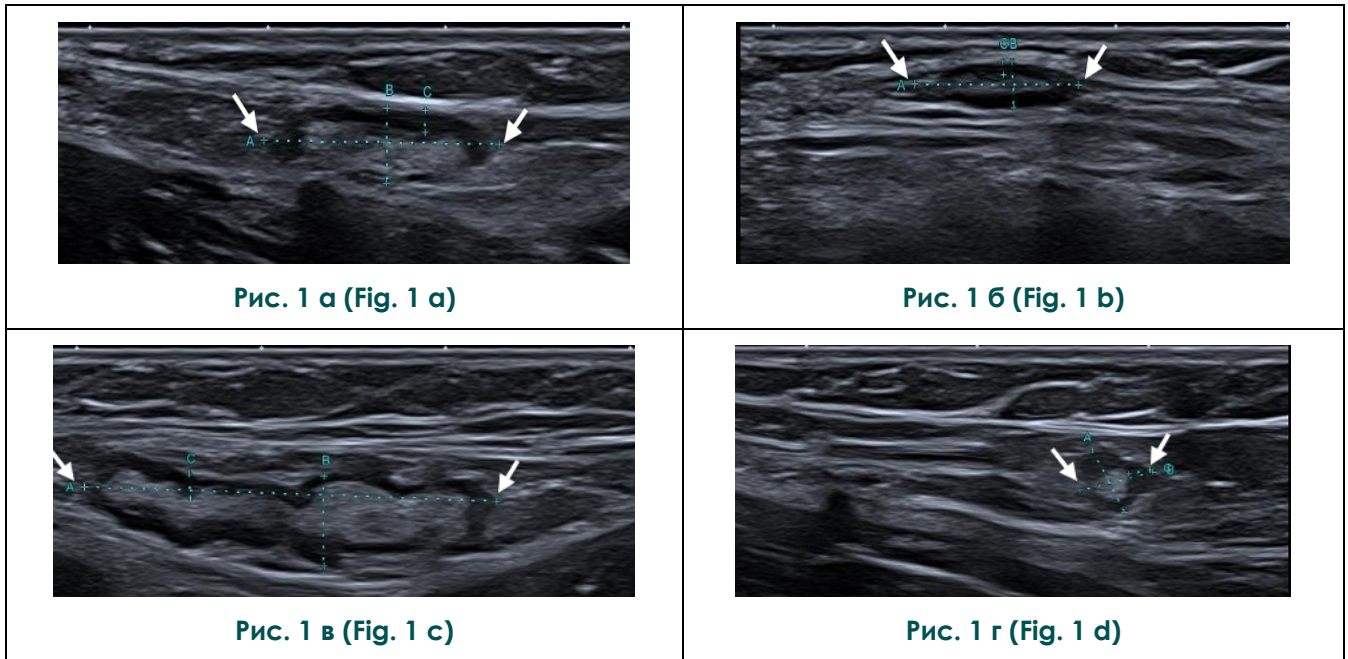 B C
A
Рис. 1 а (Fig. 1 a)
B
A
Рис. 1 б (Fig. 1 b)
C B
A
Рис. 1 в (Fig. 1 c)
A
Рис. 1 г (Fig. 1 d)